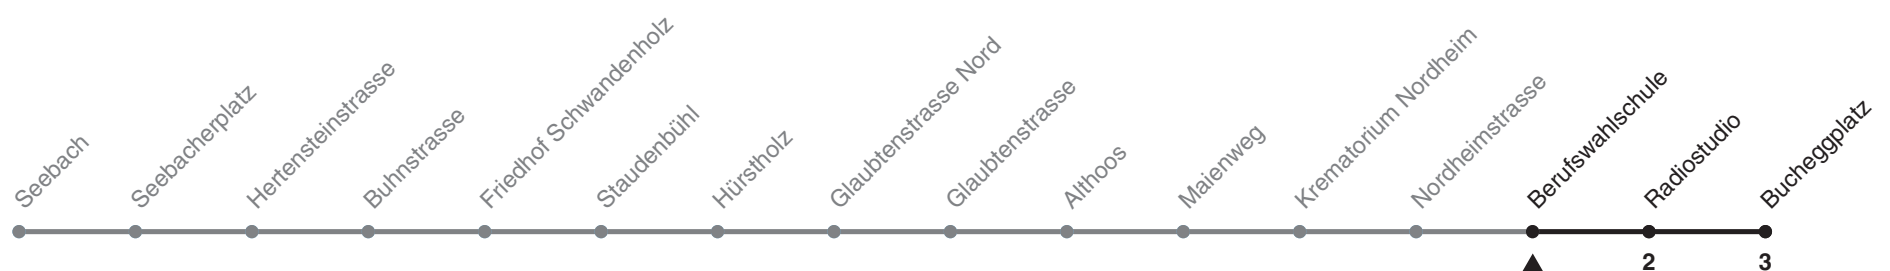 Seebach
Seebacherplatz
Hertensteinstrasse
Buhnstrasse
Friedhof Schwandenholz
Staudenbühl
Hürstholz
Glaubtenstrasse Nord
Glaubtenstrasse
Althoos
Maienweg
Krematorium Nordheim
Nordheimstrasse
Berufswahlschule
Radiostudio
Bucheggplatz
2
3